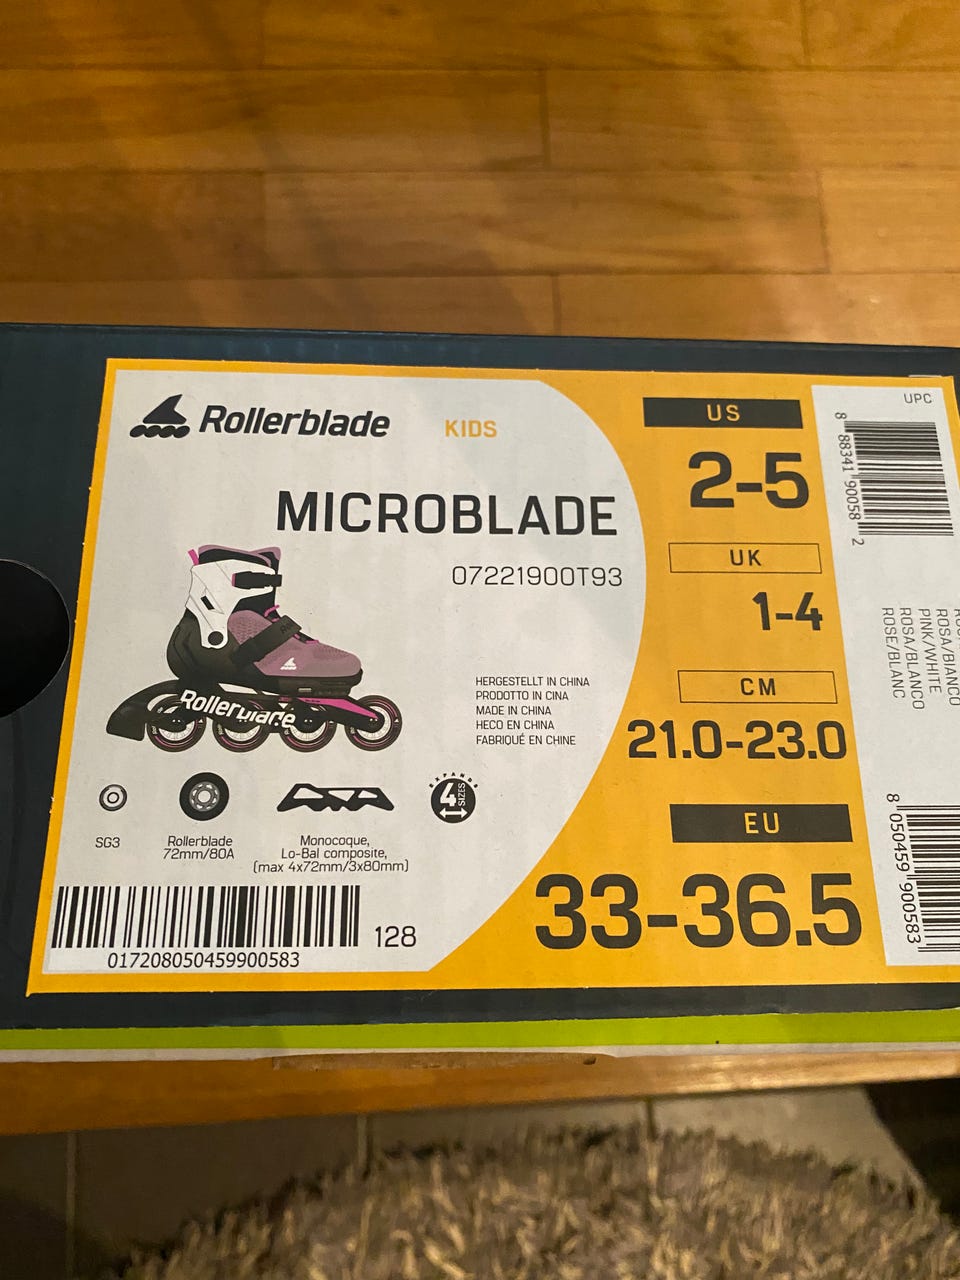 Rollerblade
KIDS
MICROBLADE
07221900T93
Rollerblade
HERGESTELLT IN CHINA
PRODOTTO IN CINA
MADE IN CHINA
HECO EN CHINA
FABRIQUÉ EN CHINE
SG3
Rollerblade
72mm/80A
Monocoque,
Lo-Bal composite,
(max 4x72mm/3x80mm)
EXPANDS
4 SIZES
017208050459900583
128
US
2-5
UK
1-4
CM
21.0-23.0
EU
33-36.5
UPC
8 88341 90058 2
ROSA/BIANCO
PINK/WHITE
ROSA/BLANCO
ROSE/BLANC
8 050459 900583